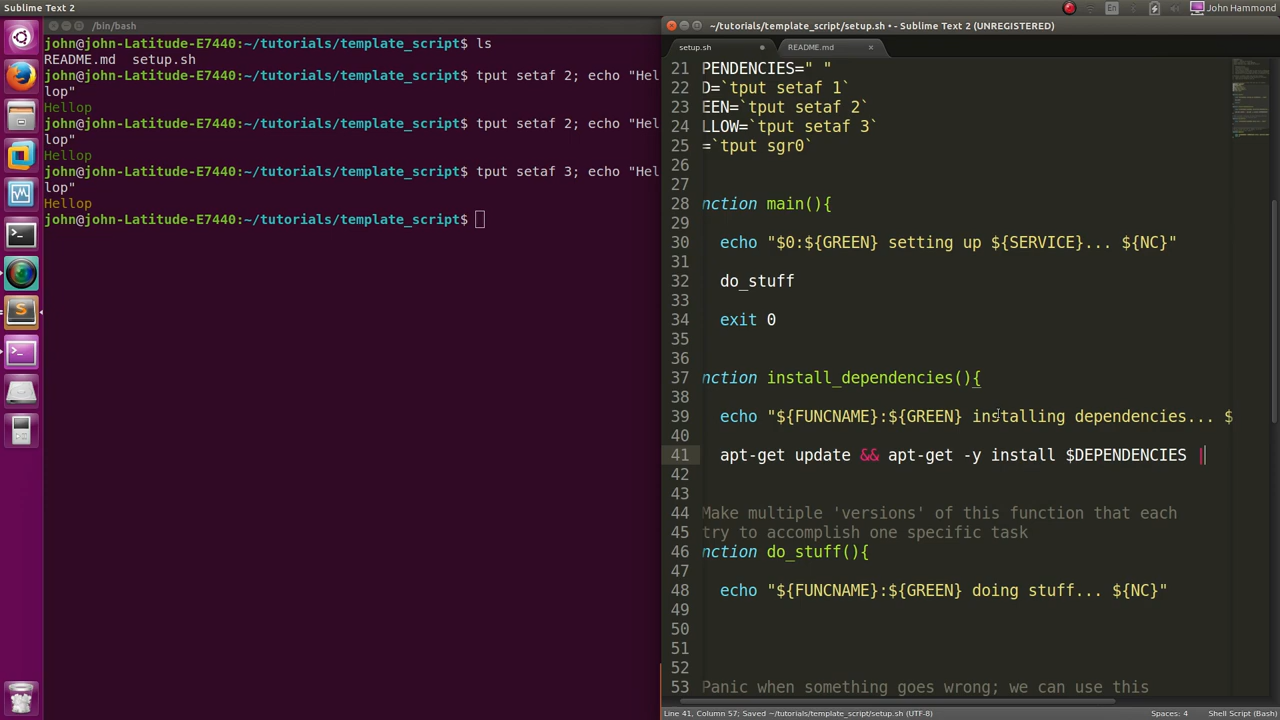 Sublime Text 2
En
John Hammond
/bin/bash
john@john-Latitude-E7440:~/tutorials/template_script$ ls
README.md  setup.sh
john@john-Latitude-E7440:~/tutorials/template_script$ tput setaf 2; echo "Hel
lop"
Hellop
john@john-Latitude-E7440:~/tutorials/template_script$ tput setaf 2; echo "Hel
lop"
Hellop
john@john-Latitude-E7440:~/tutorials/template_script$ tput setaf 3; echo "Hel
lop"
Hellop
john@john-Latitude-E7440:~/tutorials/template_script$
~/tutorials/template_script/setup.sh • - Sublime Text 2 (UNREGISTERED)
setup.sh
README.md
21 PENDENCIES=" "
22 D=`tput setaf 1`
23 EEN=`tput setaf 2`
24 LLOW=`tput setaf 3`
25 =`tput sgr0`
26
27
28 nction main(){
29
30 echo "$0:${GREEN} setting up ${SERVICE}... ${NC}"
31
32 do_stuff
33
34 exit 0
35
36
37 nction install_dependencies(){
38
39 echo "${FUNCNAME}:${GREEN} installing dependencies... $
40
41 apt-get update && apt-get -y install $DEPENDENCIES |
42
43
44 Make multiple 'versions' of this function that each
45 try to accomplish one specific task
46 nction do_stuff(){
47
48 echo "${FUNCNAME}:${GREEN} doing stuff... ${NC}"
49
50
51
52
53 Panic when something goes wrong; we can use this
Line 41, Column 57; Saved ~/tutorials/template_script/setup.sh (UTF-8)
Spaces: 4
Shell Script (Bash)